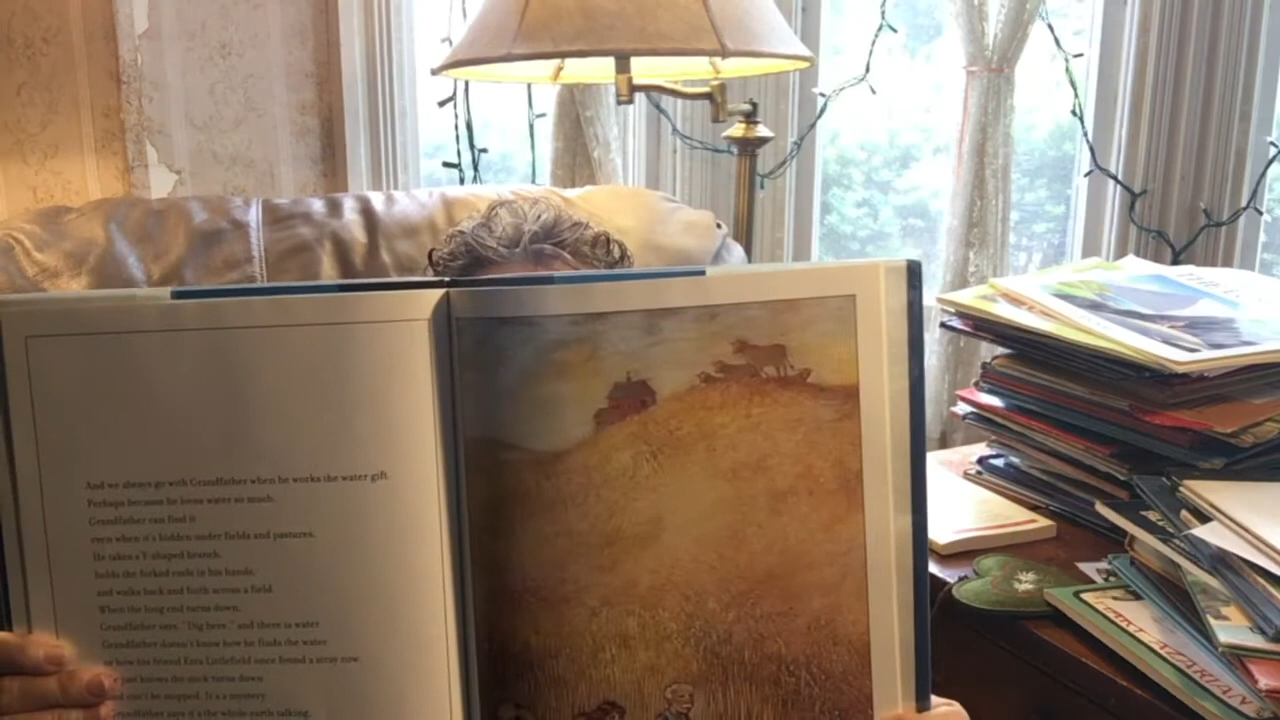 And we always go with Grandfather when he works the water gift.
Perhaps because he loves water so much,
Grandfather can find it
even when it's hidden under fields and pastures.
He takes a Y-shaped branch,
holds the forked ends in his hands,
and walks back and forth across a field.
When the long end turns down,
Grandfather says, "Dig here," and there is water.
Grandfather doesn't know how he finds the water
or how his friend Ezra Littlefield once found a stray cow.
just knows the stick turns down
and can't be stopped. It's a mystery.
Grandfather says it's the whole earth talking,
LAZARIAN